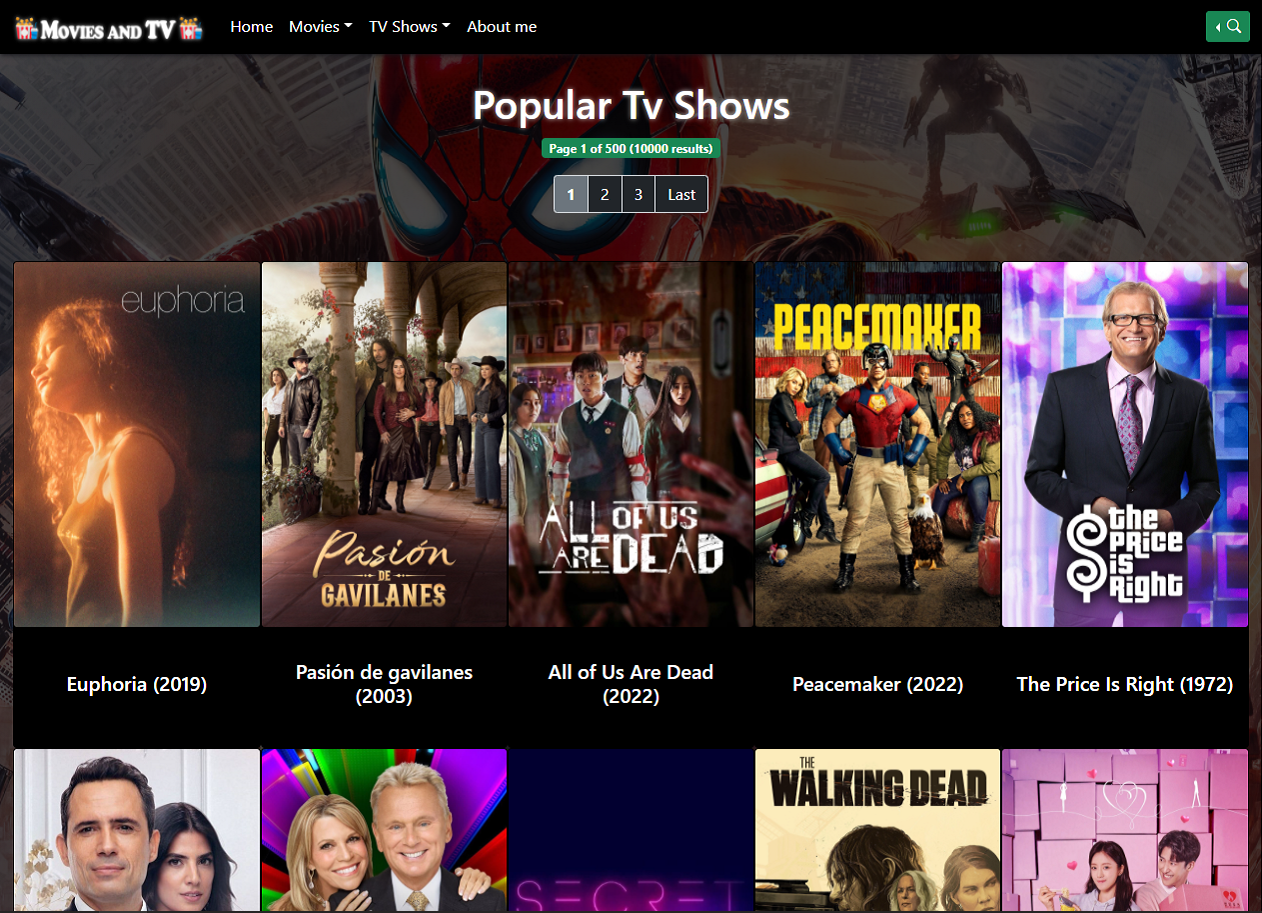 MOVIES AND TV
Home Movies TV Shows About me
Popular Tv Shows
Page 1 of 500 (10000 results)
1 2 3 Last
euphoria
Pasión
DE
GAVILANES
ALL OF US
ARE DEAD
PEACEMAKER
the
PRICE
is
Right
Euphoria (2019)
Pasión de gavilanes
(2003)
All of Us Are Dead
(2022)
Peacemaker (2022)
The Price Is Right (1972)
SECRET
THE
WALKING DEAD